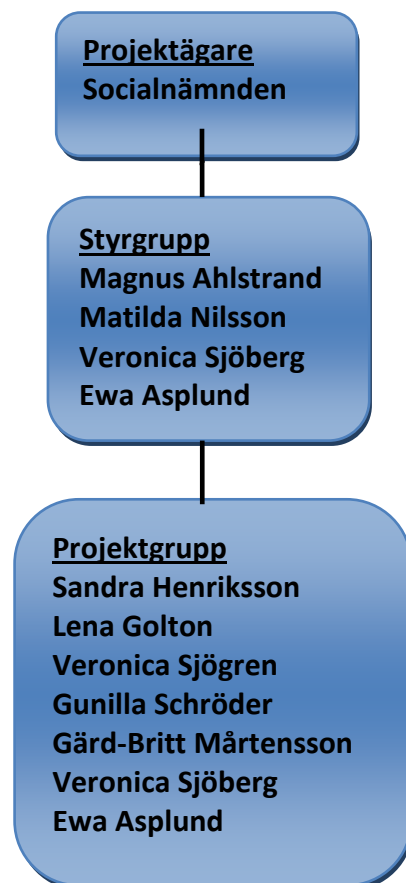 Projektägare
Socialnämnden
Styrgrupp
Magnus Ahlstrand
Matilda Nilsson
Veronica Sjöberg
Ewa Asplund
Projektgrupp
Sandra Henriksson
Lena Golton
Veronica Sjögren
Gunilla Schröder
Gärd-Britt Mårtensson
Veronica Sjöberg
Ewa Asplund